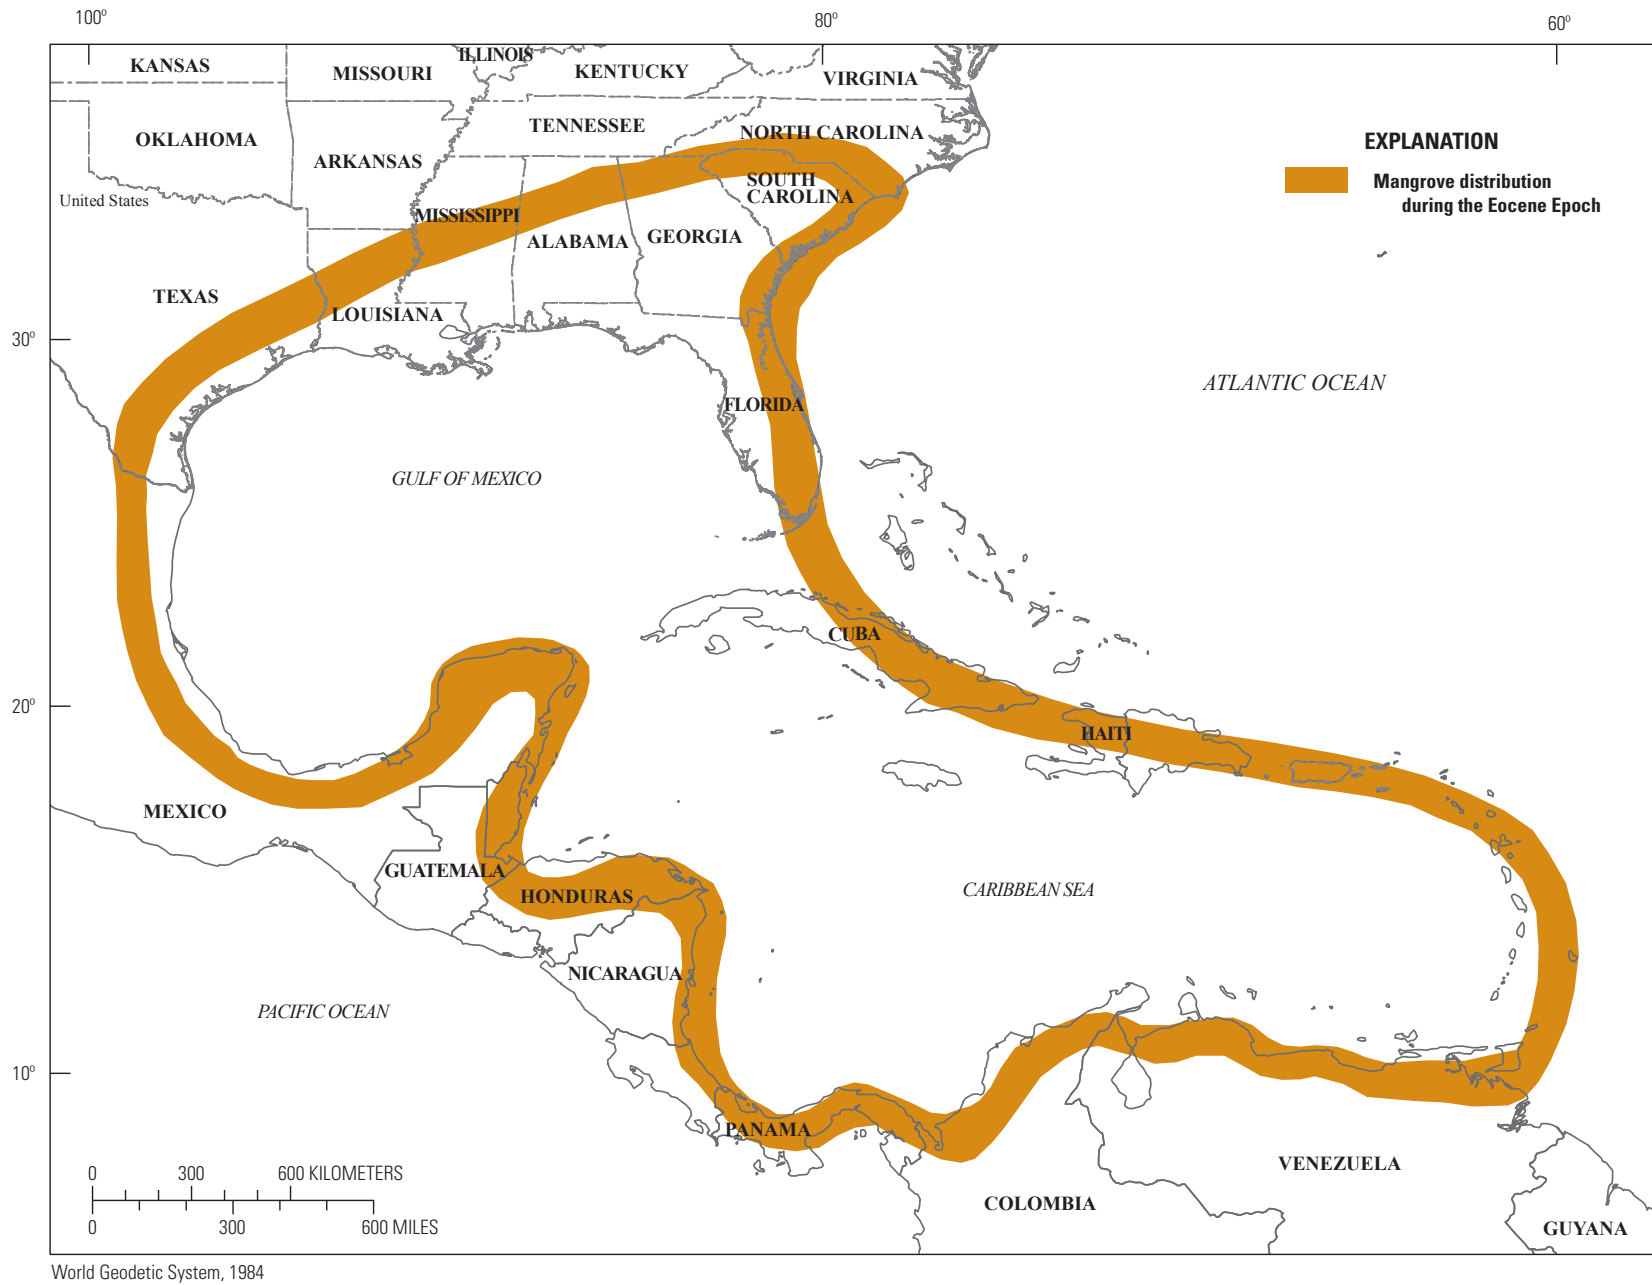 100°
80°
60°
KANSAS
MISSOURI
ILLINOIS
KENTUCKY
VIRGINIA
OKLAHOMA
ARKANSAS
TENNESSEE
NORTH CAROLINA
EXPLANATION
Mangrove distribution
during the Eocene Epoch
United States
MISSISSIPPI
SOUTH
CAROLINA
ALABAMA
GEORGIA
TEXAS
LOUISIANA
30°
FLORIDA
ATLANTIC OCEAN
GULF OF MEXICO
CUBA
20°
HAITI
MEXICO
GUATEMALA
HONDURAS
CARIBBEAN SEA
NICARAGUA
PACIFIC OCEAN
10°
PANAMA
VENEZUELA
COLOMBIA
GUYANA
0 300 600 KILOMETERS
0 300 600 MILES
World Geodetic System, 1984